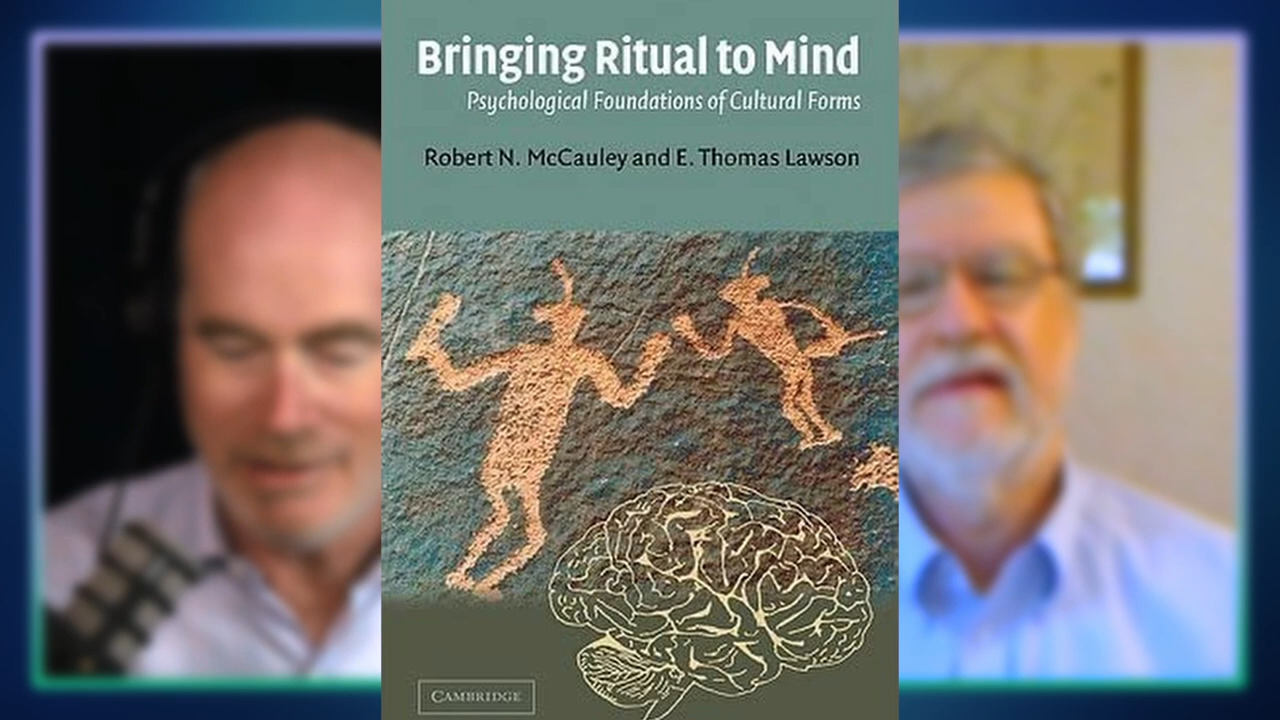 Bringing Ritual to Mind
Psychological Foundations of Cultural Forms
Robert N. McCauley and E. Thomas Lawson
CAMBRIDGE